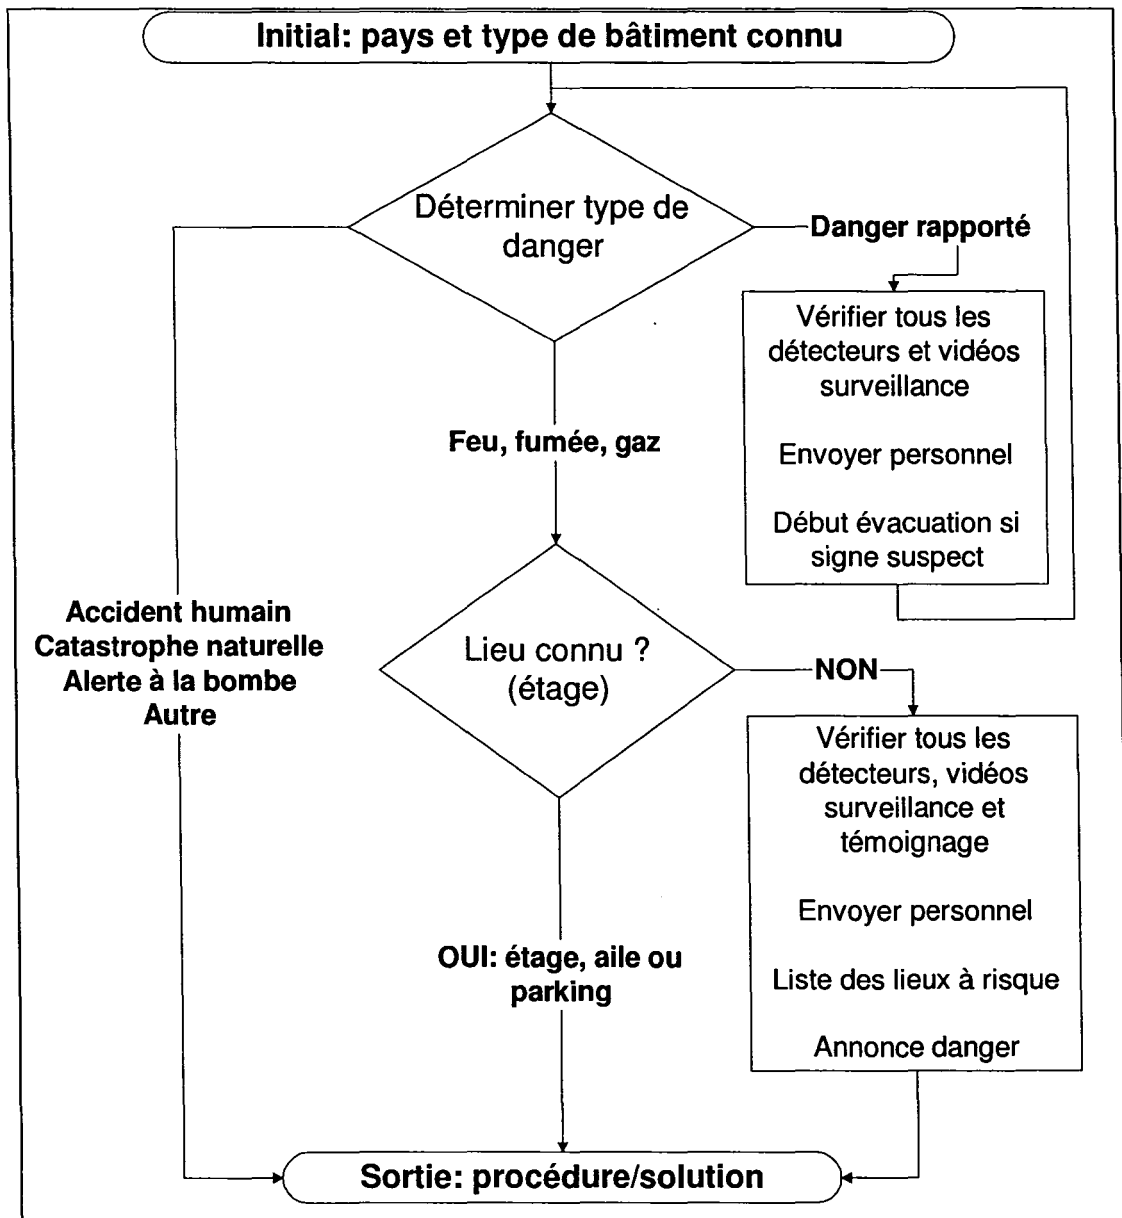 Initial: pays et type de bâtiment connu
Déterminer type de
danger
Danger rapporté
Vérifier tous les
détecteurs et vidéos
surveillance
Envoyer personnel
Début évacuation si
signe suspect
Feu, fumée, gaz
Accident humain
Catastrophe naturelle
Alerte à la bombe
Autre
Lieu connu ?
(étage)
NON
Vérifier tous les
détecteurs, vidéos
surveillance et
témoignage
Envoyer personnel
Liste des lieux à risque
Annonce danger
OUI: étage, aile ou
parking
Sortie: procédure/solution